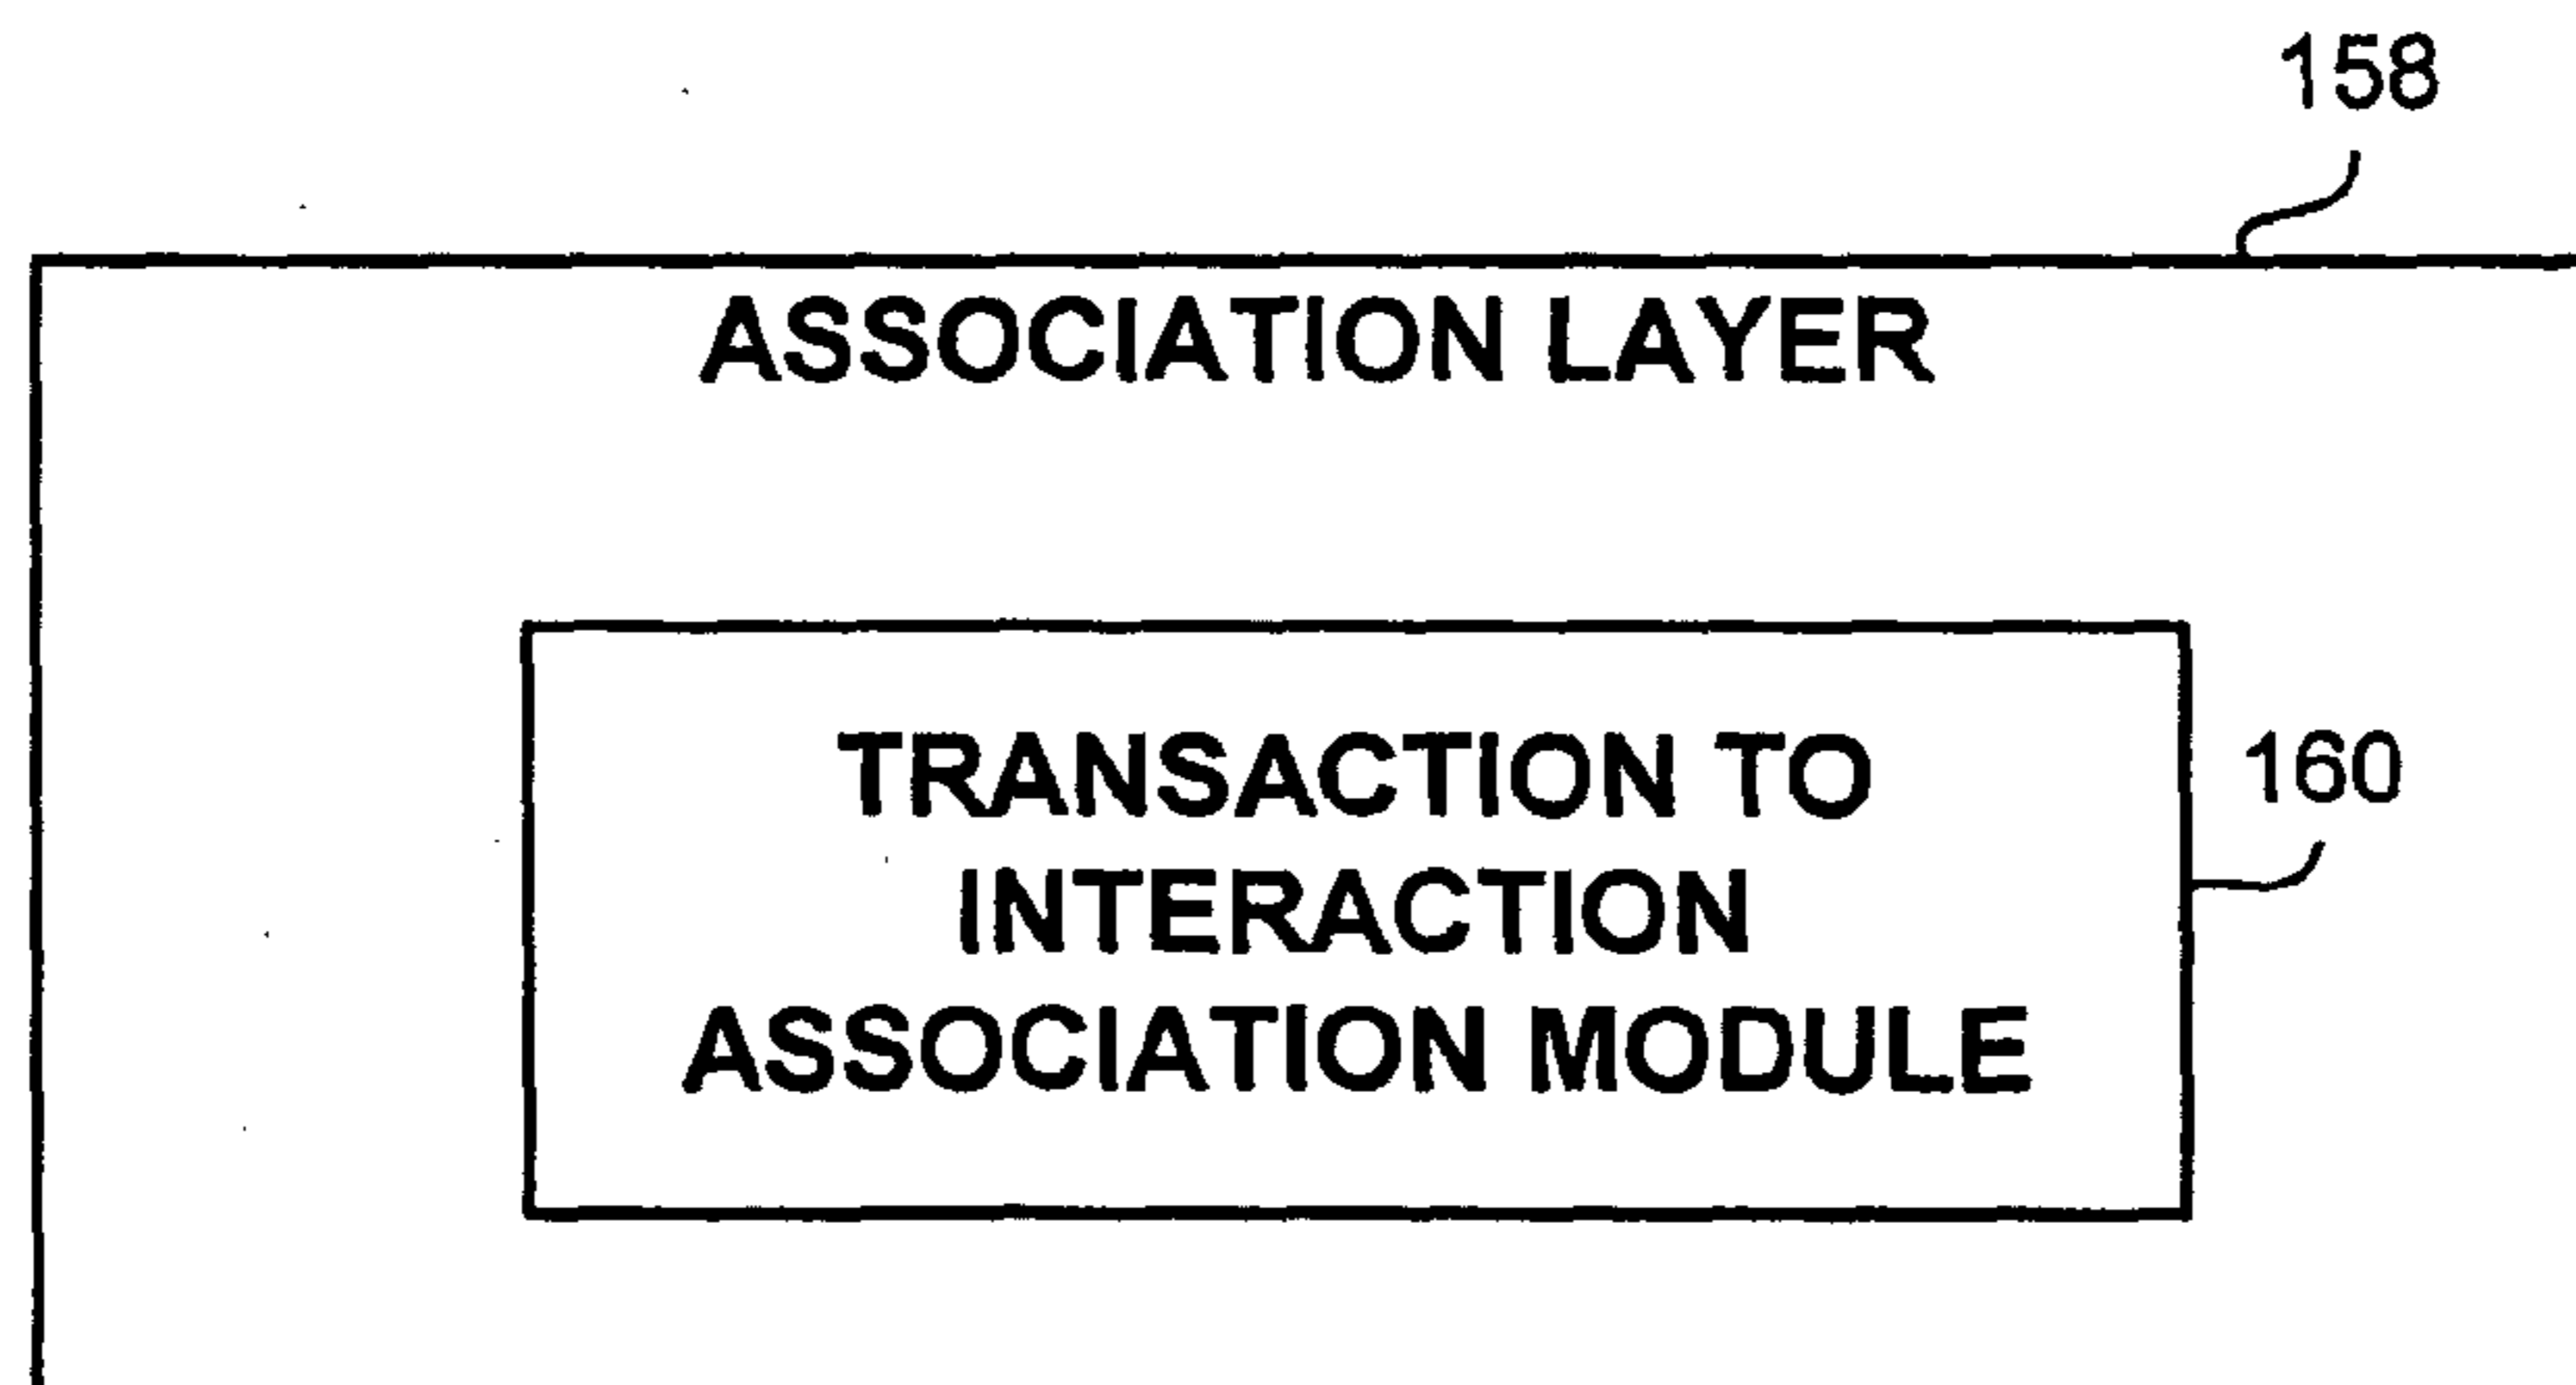 158
ASSOCIATION LAYER
TRANSACTION TO
INTERACTION
ASSOCIATION MODULE
160